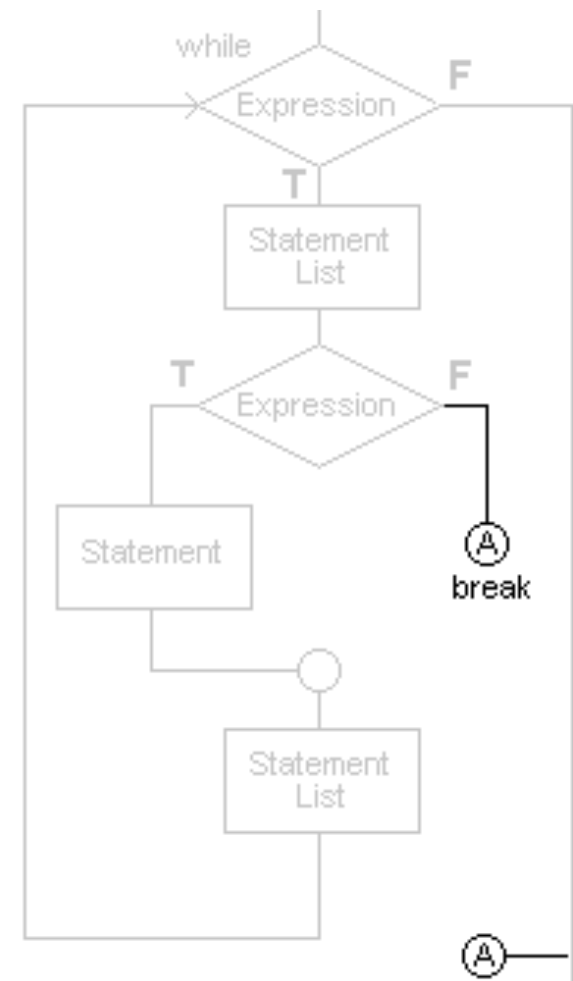 while
Expression
F
T
Statement
List
T
Expression
F
Statement
A
break
Statement
List
A